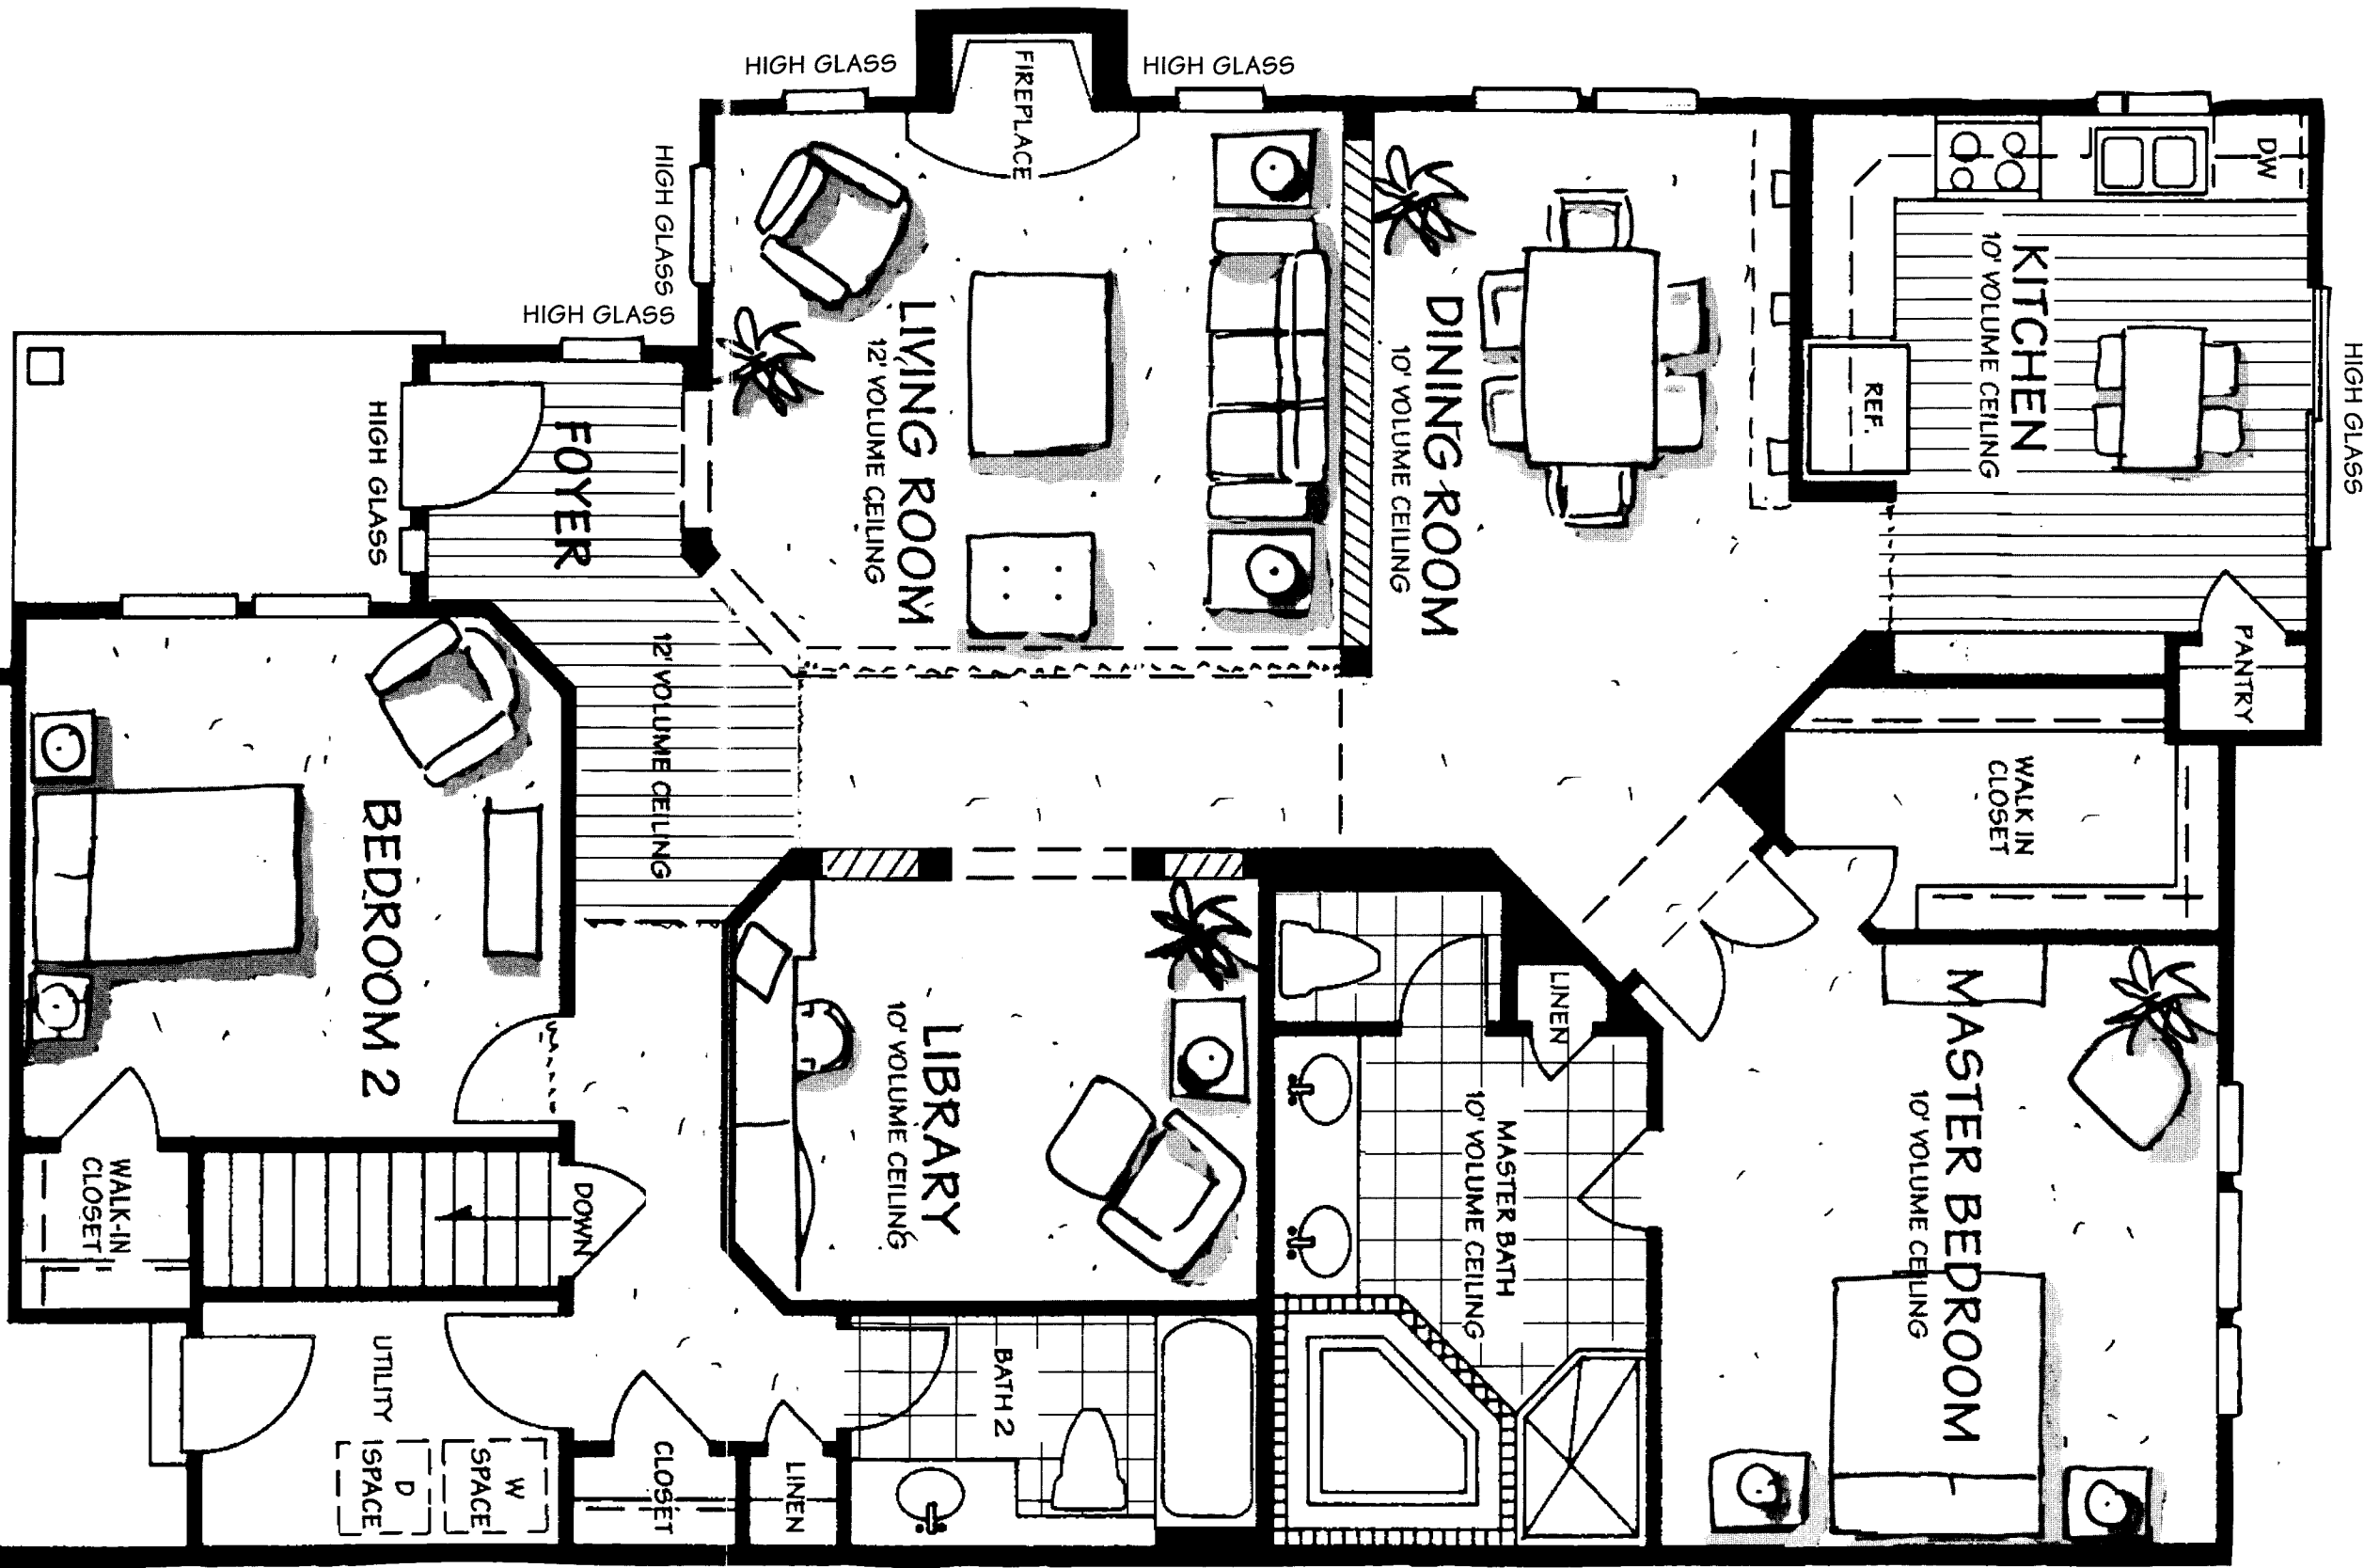 HIGH GLASS
FIREPLACE
HIGH GLASS
HIGH GLASS
HIGH GLASS
HIGH GLASS
FOYER
12' VOLUME CEILING
LIVING ROOM
12' VOLUME CEILING
DINING ROOM
10' VOLUME CEILING
DW
KITCHEN
10' VOLUME CEILING
REF.
HIGH GLASS
PANTRY
WALK IN
CLOSET
BEDROOM 2
WALK-IN
CLOSET
DOWN
LIBRARY
10' VOLUME CEILING
LINEN
MASTER BATH
10' VOLUME CEILING
MASTER BEDROOM
10' VOLUME CEILING
UTILITY
W
SPACE
D
SPACE
CLOSET
LINEN
BATH 2